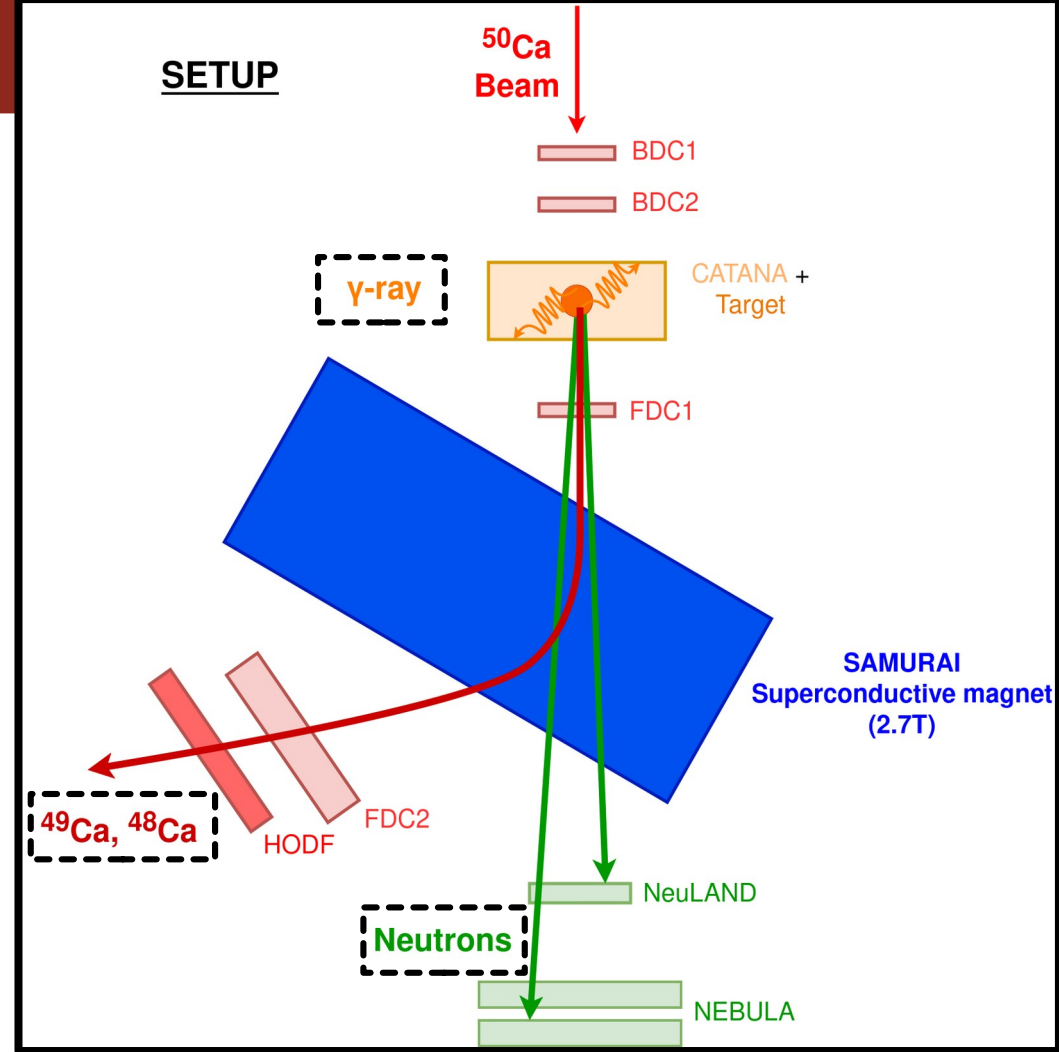 SETUP
⁵⁰Ca
Beam
BDC1
BDC2
γ-ray
CATANA +
Target
FDC1
SAMURAI
Superconductive magnet
(2.7T)
⁴⁹Ca, ⁴⁸Ca
FDC2
HODF
NeuLAND
Neutrons
NEBULA